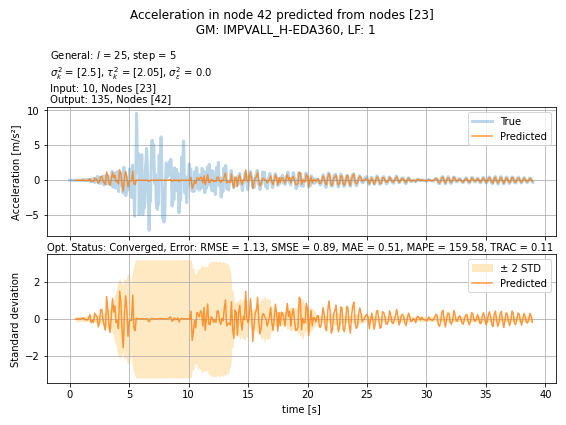 Acceleration in node 42 predicted from nodes [23]
GM: IMPVALL_H-EDA360, LF: 1
General: l = 25, step = 5
σ²ₖ = [2.5], τ²ₖ = [2.05], σ²ε = 0.0
Input: 10, Nodes [23]
Output: 135, Nodes [42]
10
5
0
−5
Acceleration [m/s²]
True
Predicted
Opt. Status: Converged, Error: RMSE = 1.13, SMSE = 0.89, MAE = 0.51, MAPE = 159.58, TRAC = 0.11
2
0
−2
Standard deviation
± 2 STD
Predicted
0 5 10 15 20 25 30 35 40
time [s]